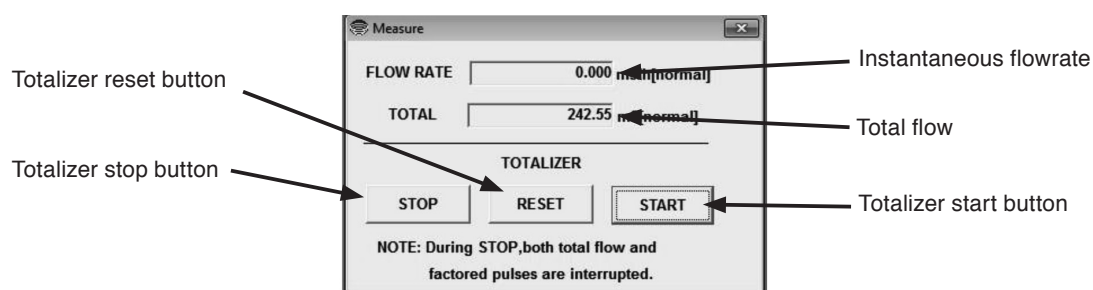 Measure
FLOW RATE 0.000
Instantaneous flowrate
Totalizer reset button
TOTAL 242.55
Total flow
TOTALIZER
Totalizer stop button
STOP RESET START
Totalizer start button
NOTE: During STOP,both total flow and
factored pulses are interrupted.